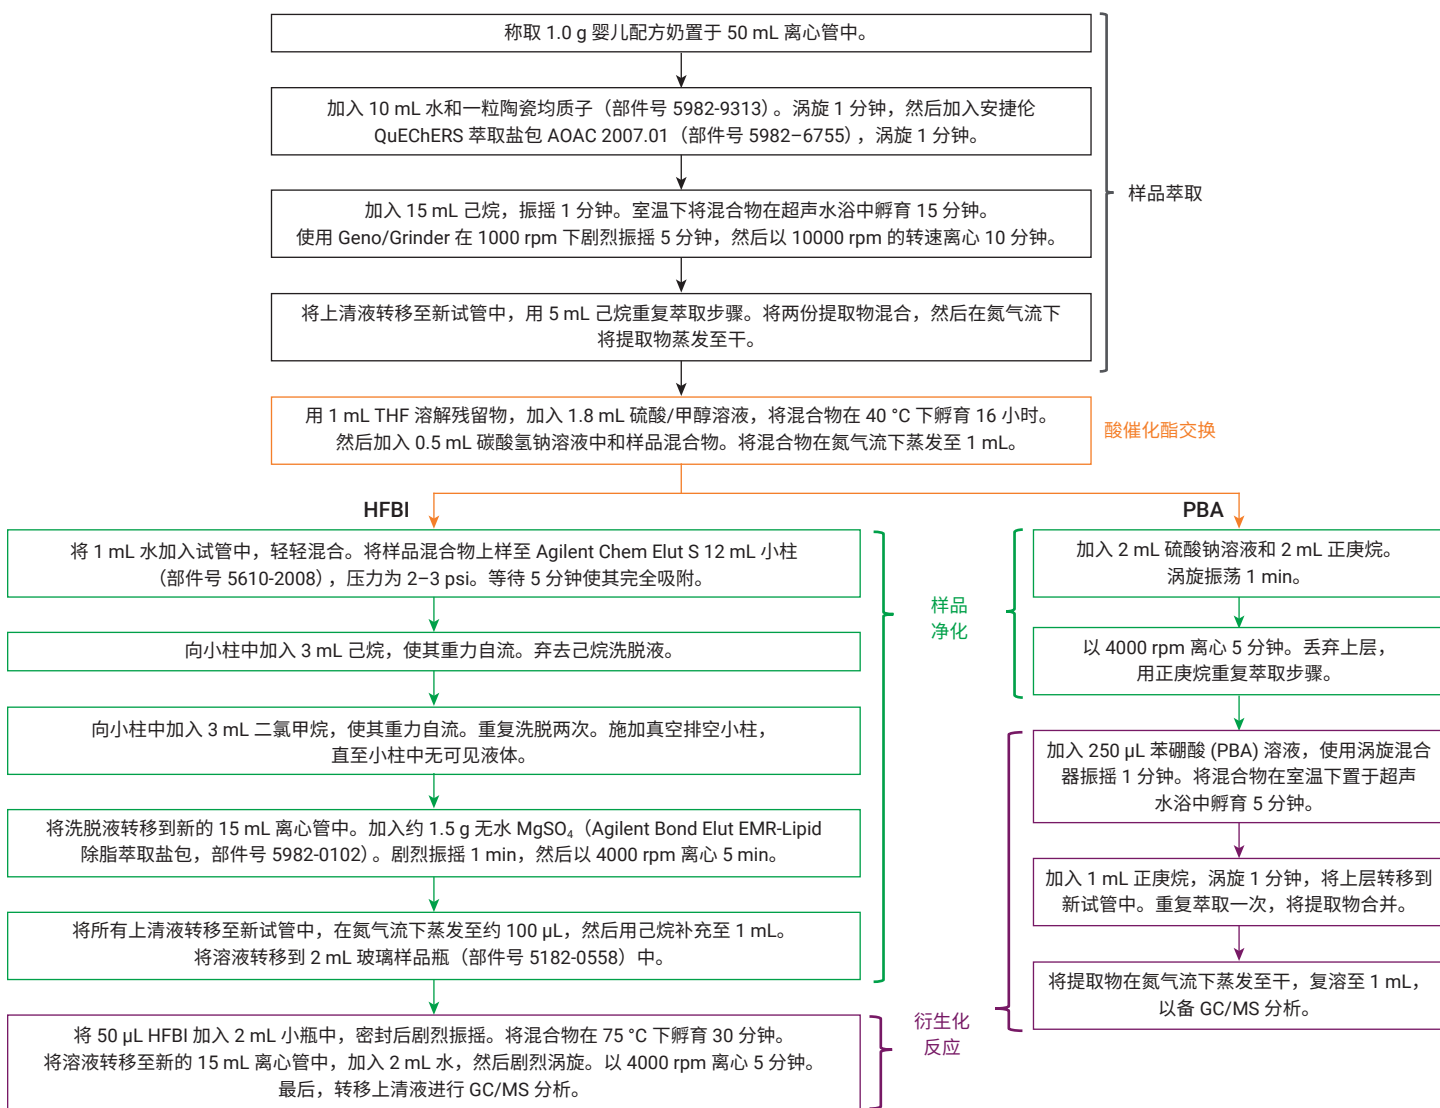 称取 1.0 g 婴儿配方奶置于 50 mL 离心管中。
加入 10 mL 水和一粒陶瓷均质子（部件号 5982-9313）。涡旋 1 分钟，然后加入安捷伦
QuEChERS 萃取盐包 AOAC 2007.01（部件号 5982–6755），涡旋 1 分钟。
加入 15 mL 己烷，振摇 1 分钟。室温下将混合物在超声水浴中孵育 15 分钟。
使用 Geno/Grinder 在 1000 rpm 下剧烈振摇 5 分钟，然后以 10000 rpm 的转速离心 10 分钟。
将上清液转移至新试管中，用 5 mL 己烷重复萃取步骤。将两份提取物混合，然后在氮气流下
将提取物蒸发至干。
样品萃取
用 1 mL THF 溶解残留物，加入 1.8 mL 硫酸/甲醇溶液，将混合物在 40 °C 下孵育 16 小时。
然后加入 0.5 mL 碳酸氢钠溶液中和样品混合物。将混合物在氮气流下蒸发至 1 mL。
酸催化酯交换
HFBI
将 1 mL 水加入试管中，轻轻混合。将样品混合物上样至 Agilent Chem Elut S 12 mL 小柱
（部件号 5610-2008），压力为 2–3 psi。等待 5 分钟使其完全吸附。
向小柱中加入 3 mL 己烷，使其重力自流。弃去己烷洗脱液。
向小柱中加入 3 mL 二氯甲烷，使其重力自流。重复洗脱两次。施加真空排空小柱，
直至小柱中无可见液体。
将洗脱液转移到新的 15 mL 离心管中。加入约 1.5 g 无水 MgSO₄（Agilent Bond Elut EMR-Lipid
除脂萃取盐包，部件号 5982-0102）。剧烈振摇 1 min，然后以 4000 rpm 离心 5 min。
将所有上清液转移至新试管中，在氮气流下蒸发至约 100 µL，然后用己烷补充至 1 mL。
将溶液转移到 2 mL 玻璃样品瓶（部件号 5182-0558）中。
将 50 µL HFBI 加入 2 mL 小瓶中，密封后剧烈振摇。将混合物在 75 °C 下孵育 30 分钟。
将溶液转移至新的 15 mL 离心管中，加入 2 mL 水，然后剧烈涡旋。以 4000 rpm 离心 5 分钟。
最后，转移上清液进行 GC/MS 分析。
样品
净化
衍生化
反应
PBA
加入 2 mL 硫酸钠溶液和 2 mL 正庚烷。
涡旋振荡 1 min。
以 4000 rpm 离心 5 分钟。丢弃上层，
用正庚烷重复萃取步骤。
加入 250 µL 苯硼酸 (PBA) 溶液，使用涡旋混合
器振摇 1 分钟。将混合物在室温下置于超声
水浴中孵育 5 分钟。
加入 1 mL 正庚烷，涡旋 1 分钟，将上层转移到
新试管中。重复萃取一次，将提取物合并。
将提取物在氮气流下蒸发至干，复溶至 1 mL，
以备 GC/MS 分析。